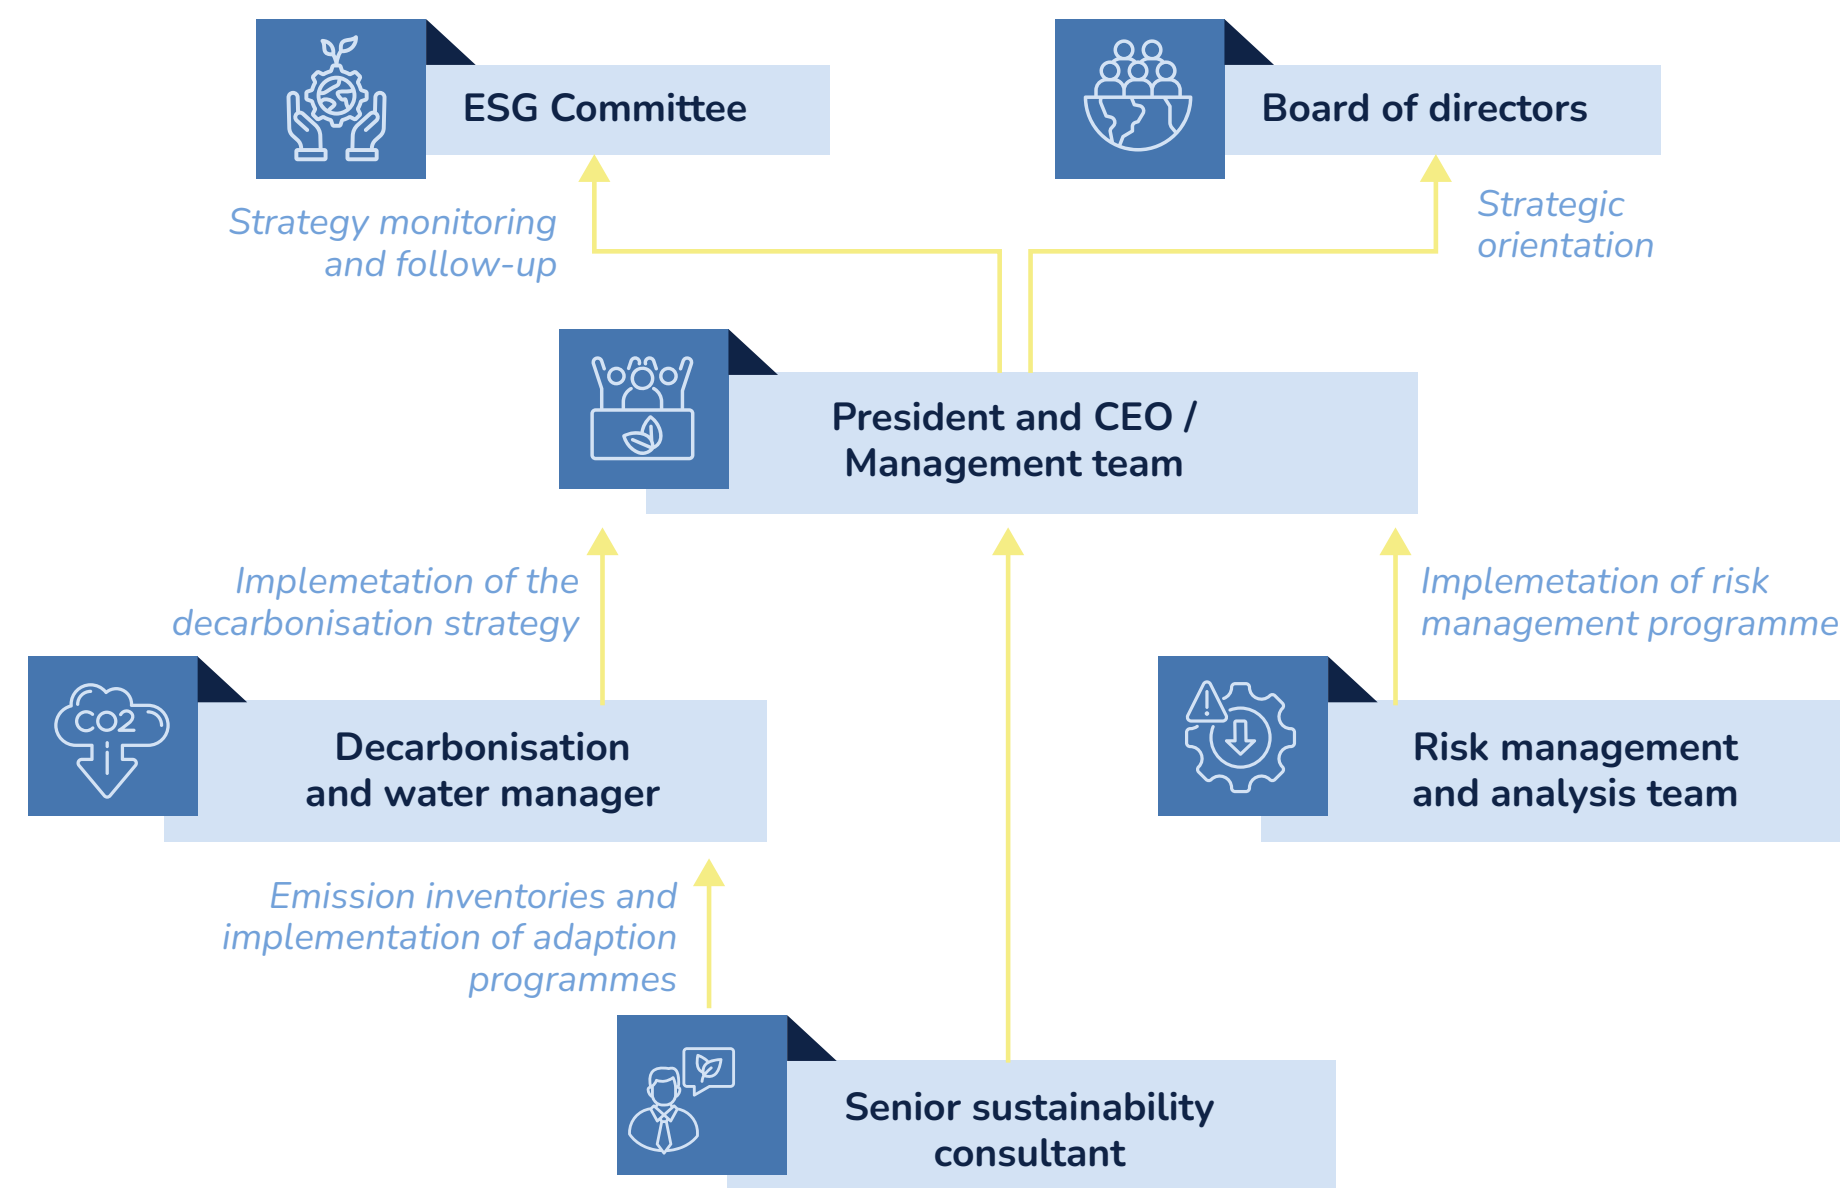 ESG Committee
Board of directors
Strategy monitoring
and follow-up
Strategic
orientation
President and CEO /
Management team
Implemetation of the
decarbonisation strategy
Implemetation of risk
management programme
CO2
Decarbonisation
and water manager
Risk management
and analysis team
Emission inventories and
implementation of adaption
programmes
Senior sustainability
consultant